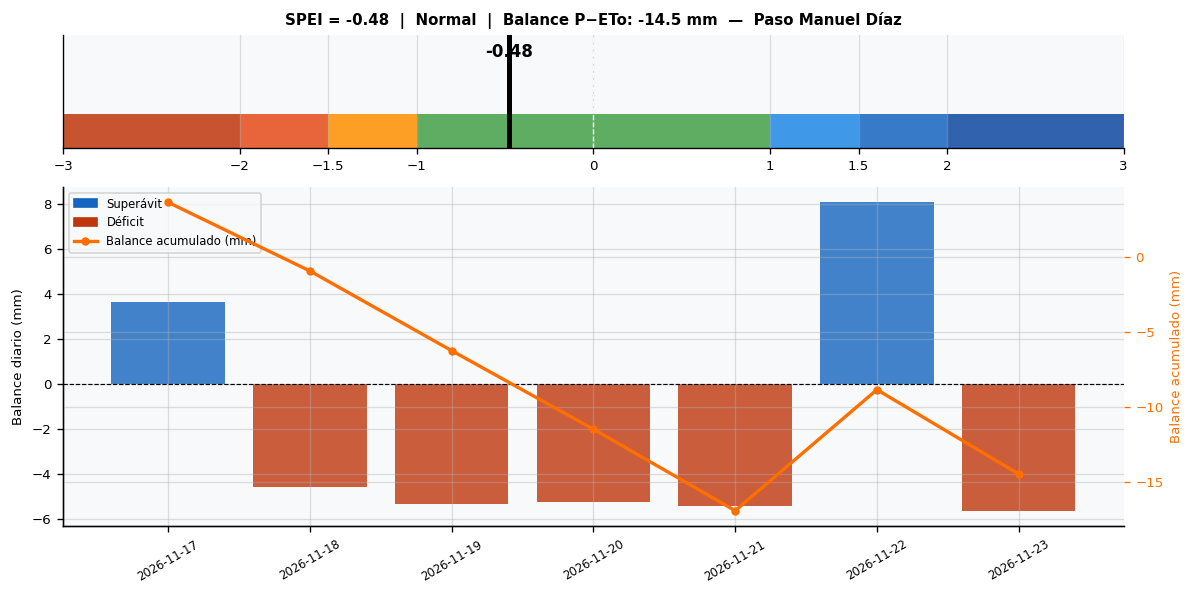 SPEI = -0.48 | Normal | Balance P−ETo: -14.5 mm — Paso Manuel Díaz
-0.48
−3 −2 −1.5 −1 0 1 1.5 2 3
Superávit
Déficit
Balance acumulado (mm)
Balance diario (mm)
8
6
4
2
0
−2
−4
−6
0
−5
−10
−15
Balance acumulado (mm)
2026-11-17 2026-11-18 2026-11-19 2026-11-20 2026-11-21 2026-11-22 2026-11-23